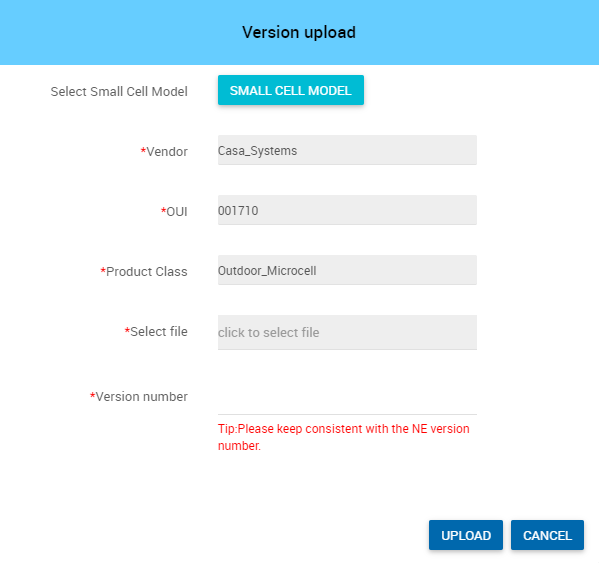 Version upload
Select Small Cell Model
SMALL CELL MODEL
*Vendor
Casa_Systems
*OUI
001710
*Product Class
Outdoor_Microcell
*Select file
click to select file
*Version number
Tip:Please keep consistent with the NE version
number.
UPLOAD
CANCEL